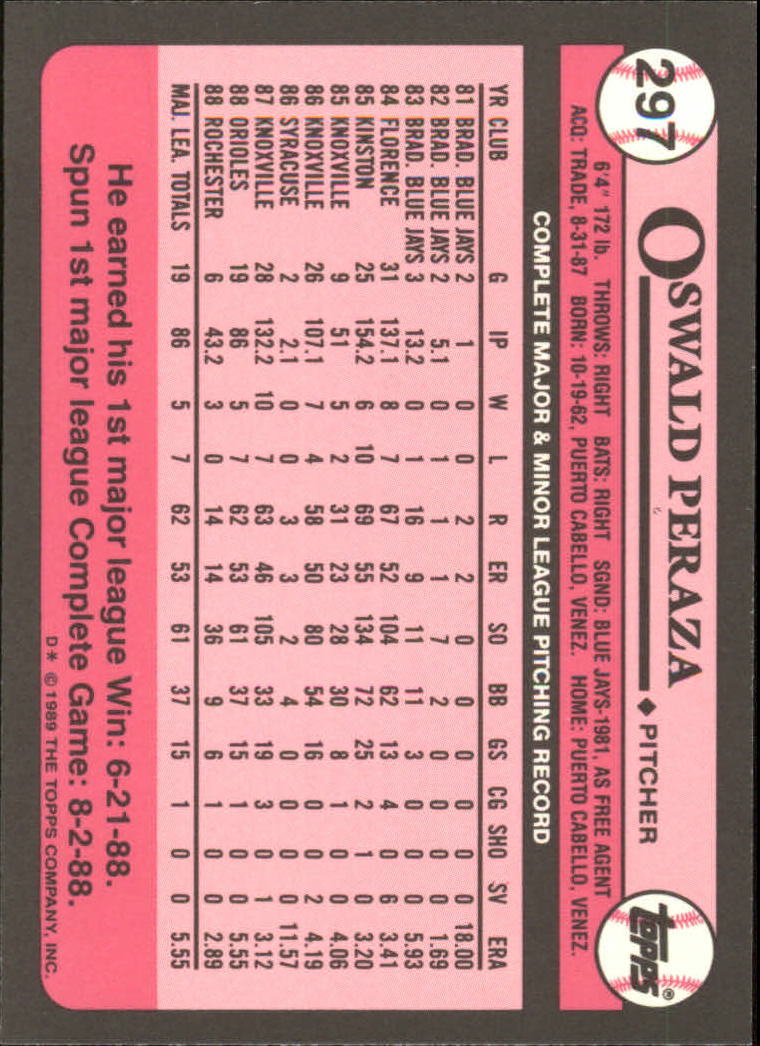 297
OSWALD PERAZA ◆ PITCHER
Topps®
6'4" 172 lb. THROWS: RIGHT BATS: RIGHT SGND: BLUE JAYS-1981, AS FREE AGENT
ACQ: TRADE, 8-31-87 BORN: 10-19-62, PUERTO CABELLO, VENEZ. HOME: PUERTO CABELLO, VENEZ.
COMPLETE MAJOR & MINOR LEAGUE PITCHING RECORD
YR CLUB G IP W L R ER SO BB GS CG SHO SV ERA
81 BRAD. BLUE JAYS 2 1 0 0 2 2 0 0 0 0 0 0 18.00
82 BRAD. BLUE JAYS 2 5.1 0 1 1 1 7 2 0 0 0 0 1.69
83 BRAD. BLUE JAYS 3 13.2 0 1 16 9 11 11 3 0 0 0 5.93
84 FLORENCE 31 137.1 8 7 67 52 104 62 13 4 0 6 3.41
85 KINSTON 25 154.2 6 10 69 55 134 72 25 2 1 0 3.20
85 KNOXVILLE 9 51 5 2 31 23 28 30 8 1 0 0 4.06
86 KNOXVILLE 26 107.1 7 4 58 50 80 54 16 0 0 2 4.19
86 SYRACUSE 2 2.1 0 0 3 3 2 4 0 0 0 0 11.57
87 KNOXVILLE 28 132.2 10 7 63 46 105 33 19 3 0 1 3.12
88 ORIOLES 19 86 5 7 62 53 61 37 15 1 0 0 5.55
88 ROCHESTER 6 43.2 3 0 14 14 36 9 6 1 0 0 2.89
MAJ. LEA. TOTALS 19 86 5 7 62 53 61 37 15 1 0 0 5.55
He earned his 1st major league Win: 6-21-88.
Spun 1st major league Complete Game: 8-2-88.
D* ©1989 THE TOPPS COMPANY, INC.